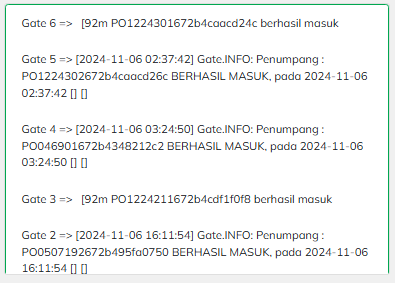 Gate 6 => [92m PO1224301672b4caacd24c berhasil masuk
Gate 5 => [2024-11-06 02:37:42] Gate.INFO: Penumpang :
PO1224302672b4caacd26c BERHASIL MASUK, pada 2024-11-06
02:37:42 [] []
Gate 4 => [2024-11-06 03:24:50] Gate.INFO: Penumpang :
PO046901672b4348212c2 BERHASIL MASUK, pada 2024-11-06
03:24:50 [] []
Gate 3 => [92m PO1224211672b4cdf1f0f8 berhasil masuk
Gate 2 => [2024-11-06 16:11:54] Gate.INFO: Penumpang :
PO0507192672b495fa0750 BERHASIL MASUK, pada 2024-11-06
16:11:54 [] []